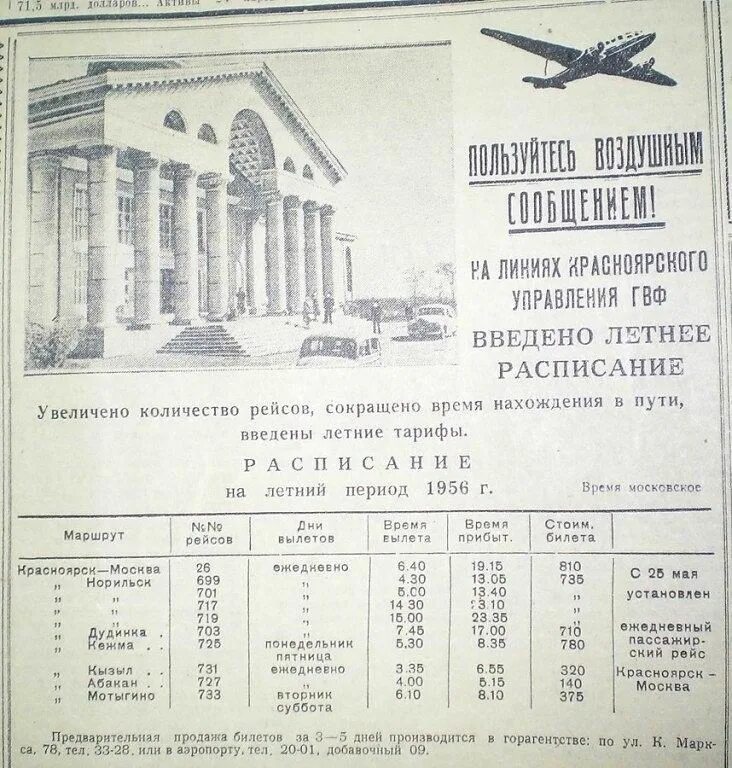 71,5 млрд. долларов... Активы
ПОЛЬЗУЙТЕСЬ ВОЗДУШНЫМ
СООБЩЕНИЕМ!
НА ЛИНИЯХ КРАСНОЯРСКОГО
УПРАВЛЕНИЯ ГВФ
ВВЕДЕНО ЛЕТНЕЕ
РАСПИСАНИЕ
Увеличено количество рейсов, сокращено время нахождения в пути,
введены летние тарифы.
РАСПИСАНИЕ
на летний период 1956 г.
Время московское
Маршрут №№ рейсов Дни вылетов Время вылета Время прибыт. Стоим. билета
Красноярск—Москва 26 ежедневно 6.40 19.15 810
„ Норильск 699 „ 4.30 13.05 735
„ „ 701 „ 5.00 13.40 „
„ „ 717 „ 14 30 23.10 „
„ „ 719 „ 15.00 23.35 „
„ Дудинка . 703 „ 7.45 17.00 710
„ Кежма . . 725 понедельник 5.30 8.35 780
пятница
„ Кызыл . . 731 ежедневно 3.35 6.55 320
„ Абакан . . 727 „ 4.00 5.15 140
„ Мотыгино 733 вторник 6.10 8.10 375
суббота
С 25 мая
установлен
ежедневный
пассажир-
ский рейс
Красноярск -
Москва
Предварительная продажа билетов за 3—5 дней производится в горагентстве: по ул. К. Марк-
са, 78, тел. 33-28, или в аэропорту, тел. 20-01, добавочный 09.